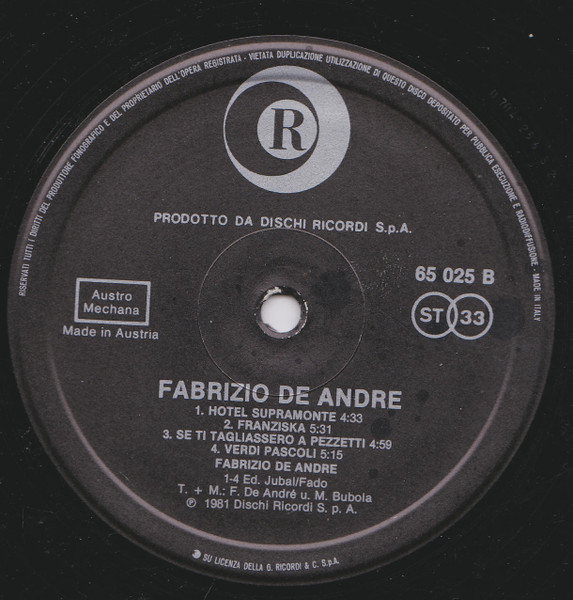 RISERVATI TUTTI I DIRITTI DEL PRODUTTORE FONOGRAFICO E DEL PROPRIETARIO DELL'OPERA REGISTRATA - VIETATA DUPLICAZIONE UTILIZZAZIONE DI QUESTO DISCO DEPOSITATO PER PUBBLICA ESECUZIONE E RADIODIFFUSIONE - MADE IN ITALY
R
PRODOTTO DA DISCHI RICORDI S.p.A.
65 025 B
Austro
Mechana
ST 33
Made in Austria
FABRIZIO DE ANDRE
1. HOTEL SUPRAMONTE 4:33
2. FRANZISKA 5:31
3. SE TI TAGLIASSERO A PEZZETTI 4:59
4. VERDI PASCOLI 5:15
FABRIZIO DE ANDRE
1-4 Ed. Jubal/Fado
T. + M.: F. De André u. M. Bubola
℗ 1981 Dischi Ricordi S. p. A.
SU LICENZA DELLA G. RICORDI & C. S.p.A.